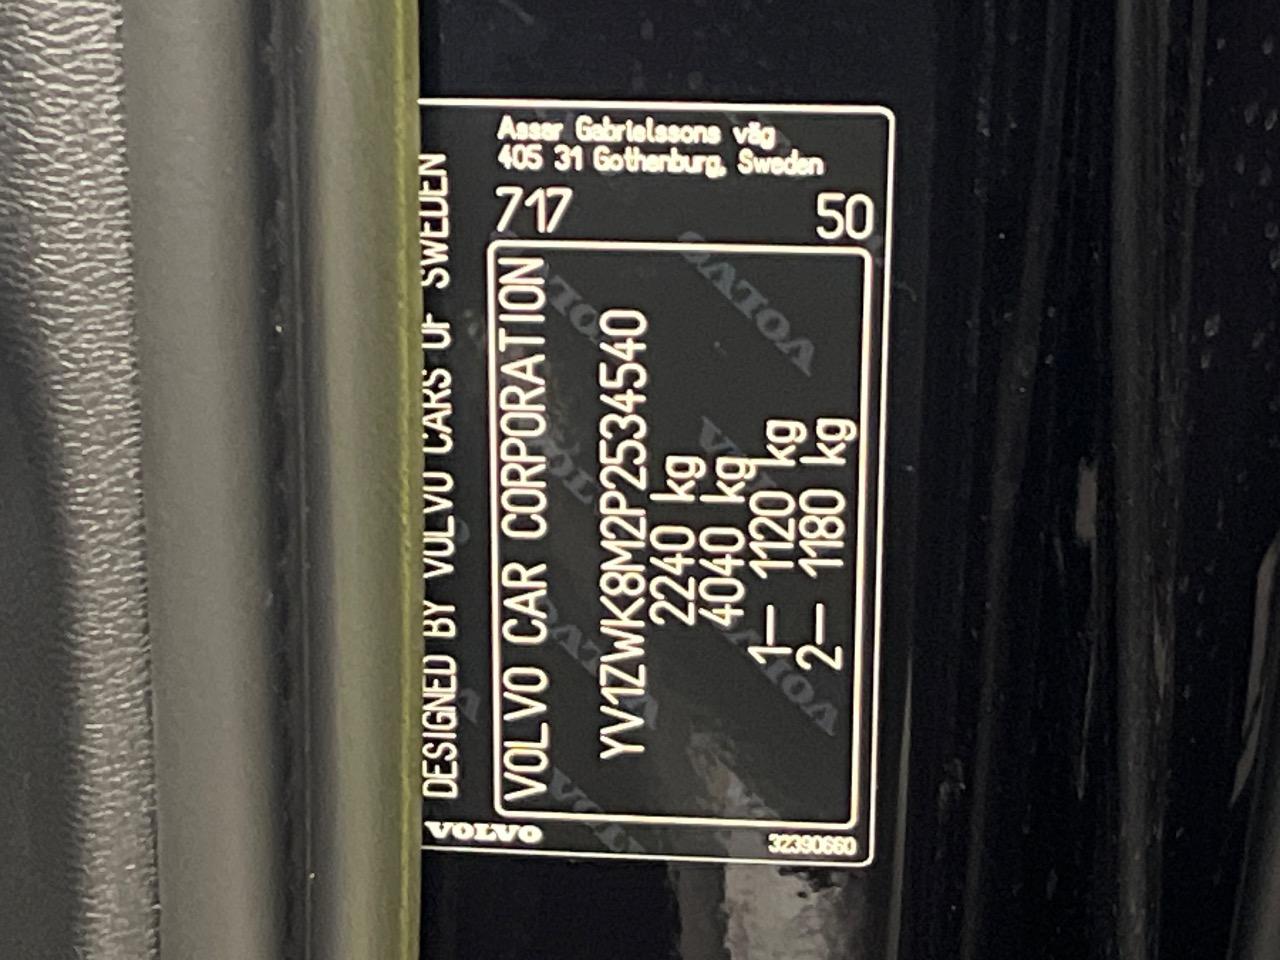 DESIGNED BY VOLVO CARS OF SWEDEN
VOLVO
Assar Gabrielssons väg
405 31 Gothenburg, Sweden
717
50
VOLVO CAR CORPORATION
YV1ZWK8M2P2534540
2240 kg
4040 kg
1– 1120 kg
2– 1180 kg
32390660